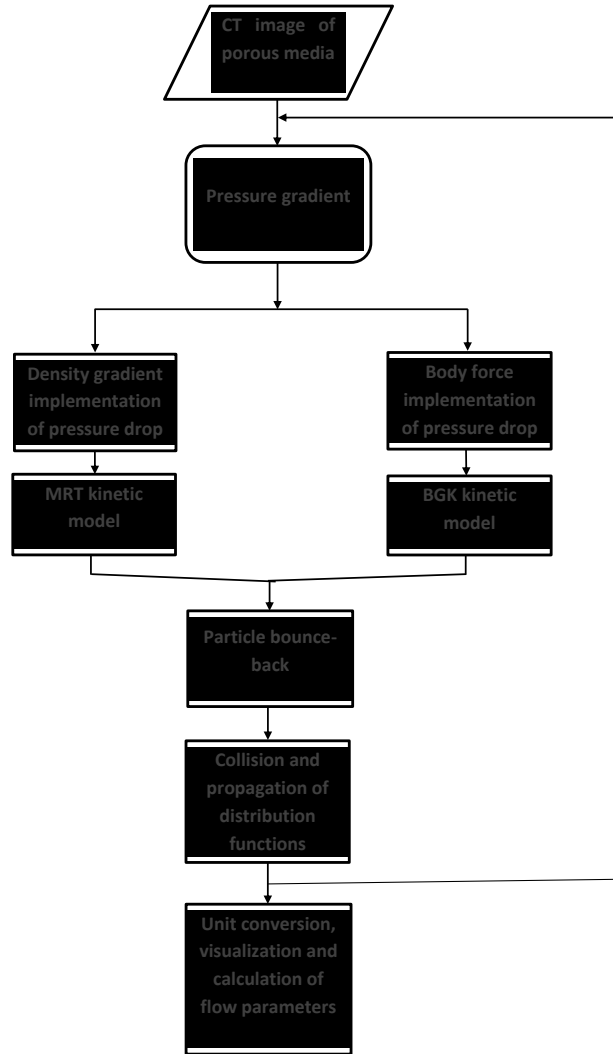 CT image of
porous media
Pressure gradient
Density gradient
implementation
of pressure drop
Body force
implementation
of pressure drop
MRT kinetic
model
BGK kinetic
model
Particle bounce-
back
Collision and
propagation of
distribution
functions
Unit conversion,
visualization and
calculation of
flow parameters